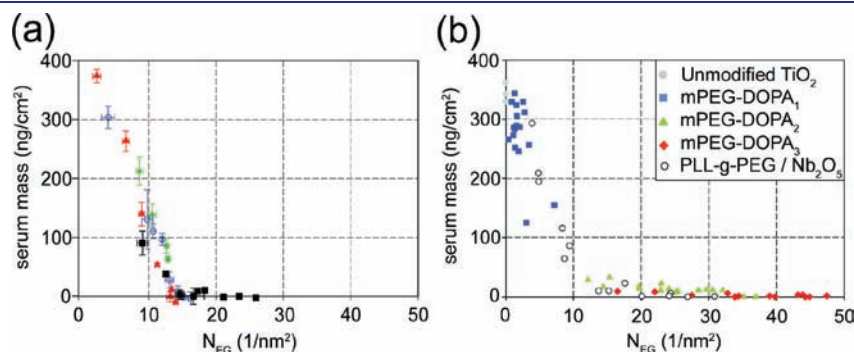 (a)
400
300
200
100
0
serum mass (ng/cm²)
0 10 20 30 40 50
N_EG (1/nm²)
(b)
400
300
200
100
0
serum mass (ng/cm²)
0 10 20 30 40 50
N_EG (1/nm²)
Unmodified TiO₂
mPEG-DOPA₁
mPEG-DOPA₂
mPEG-DOPA₃
PLL-g-PEG / Nb₂O₅